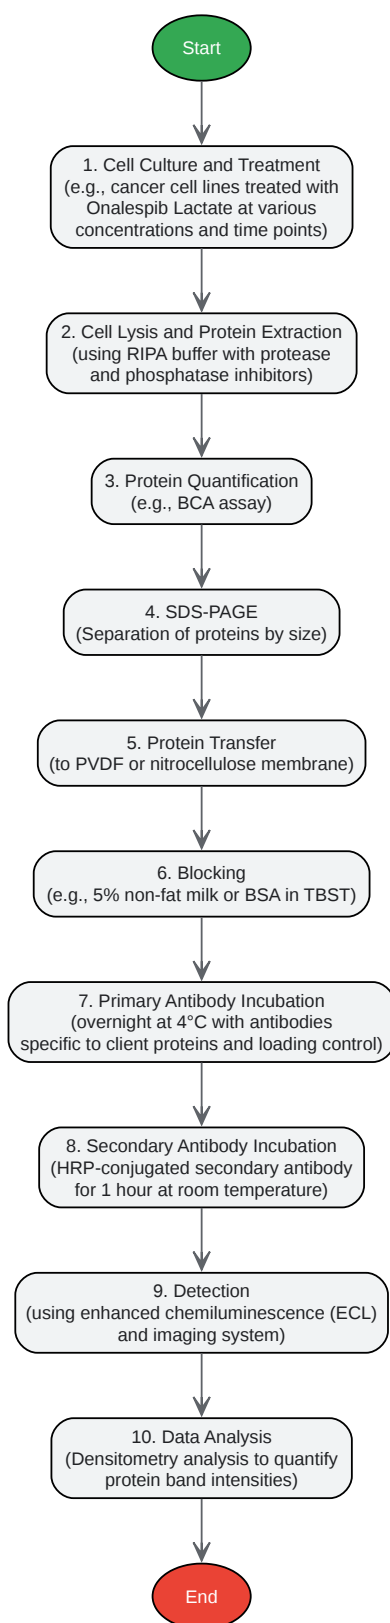 Start
1. Cell Culture and Treatment
(e.g., cancer cell lines treated with
Onalespib Lactate at various
concentrations and time points)
2. Cell Lysis and Protein Extraction
(using RIPA buffer with protease
and phosphatase inhibitors)
3. Protein Quantification
(e.g., BCA assay)
4. SDS-PAGE
(Separation of proteins by size)
5. Protein Transfer
(to PVDF or nitrocellulose membrane)
6. Blocking
(e.g., 5% non-fat milk or BSA in TBST)
7. Primary Antibody Incubation
(overnight at 4°C with antibodies
specific to client proteins and loading control)
8. Secondary Antibody Incubation
(HRP-conjugated secondary antibody
for 1 hour at room temperature)
9. Detection
(using enhanced chemiluminescence (ECL)
and imaging system)
10. Data Analysis
(Densitometry analysis to quantify
protein band intensities)
End